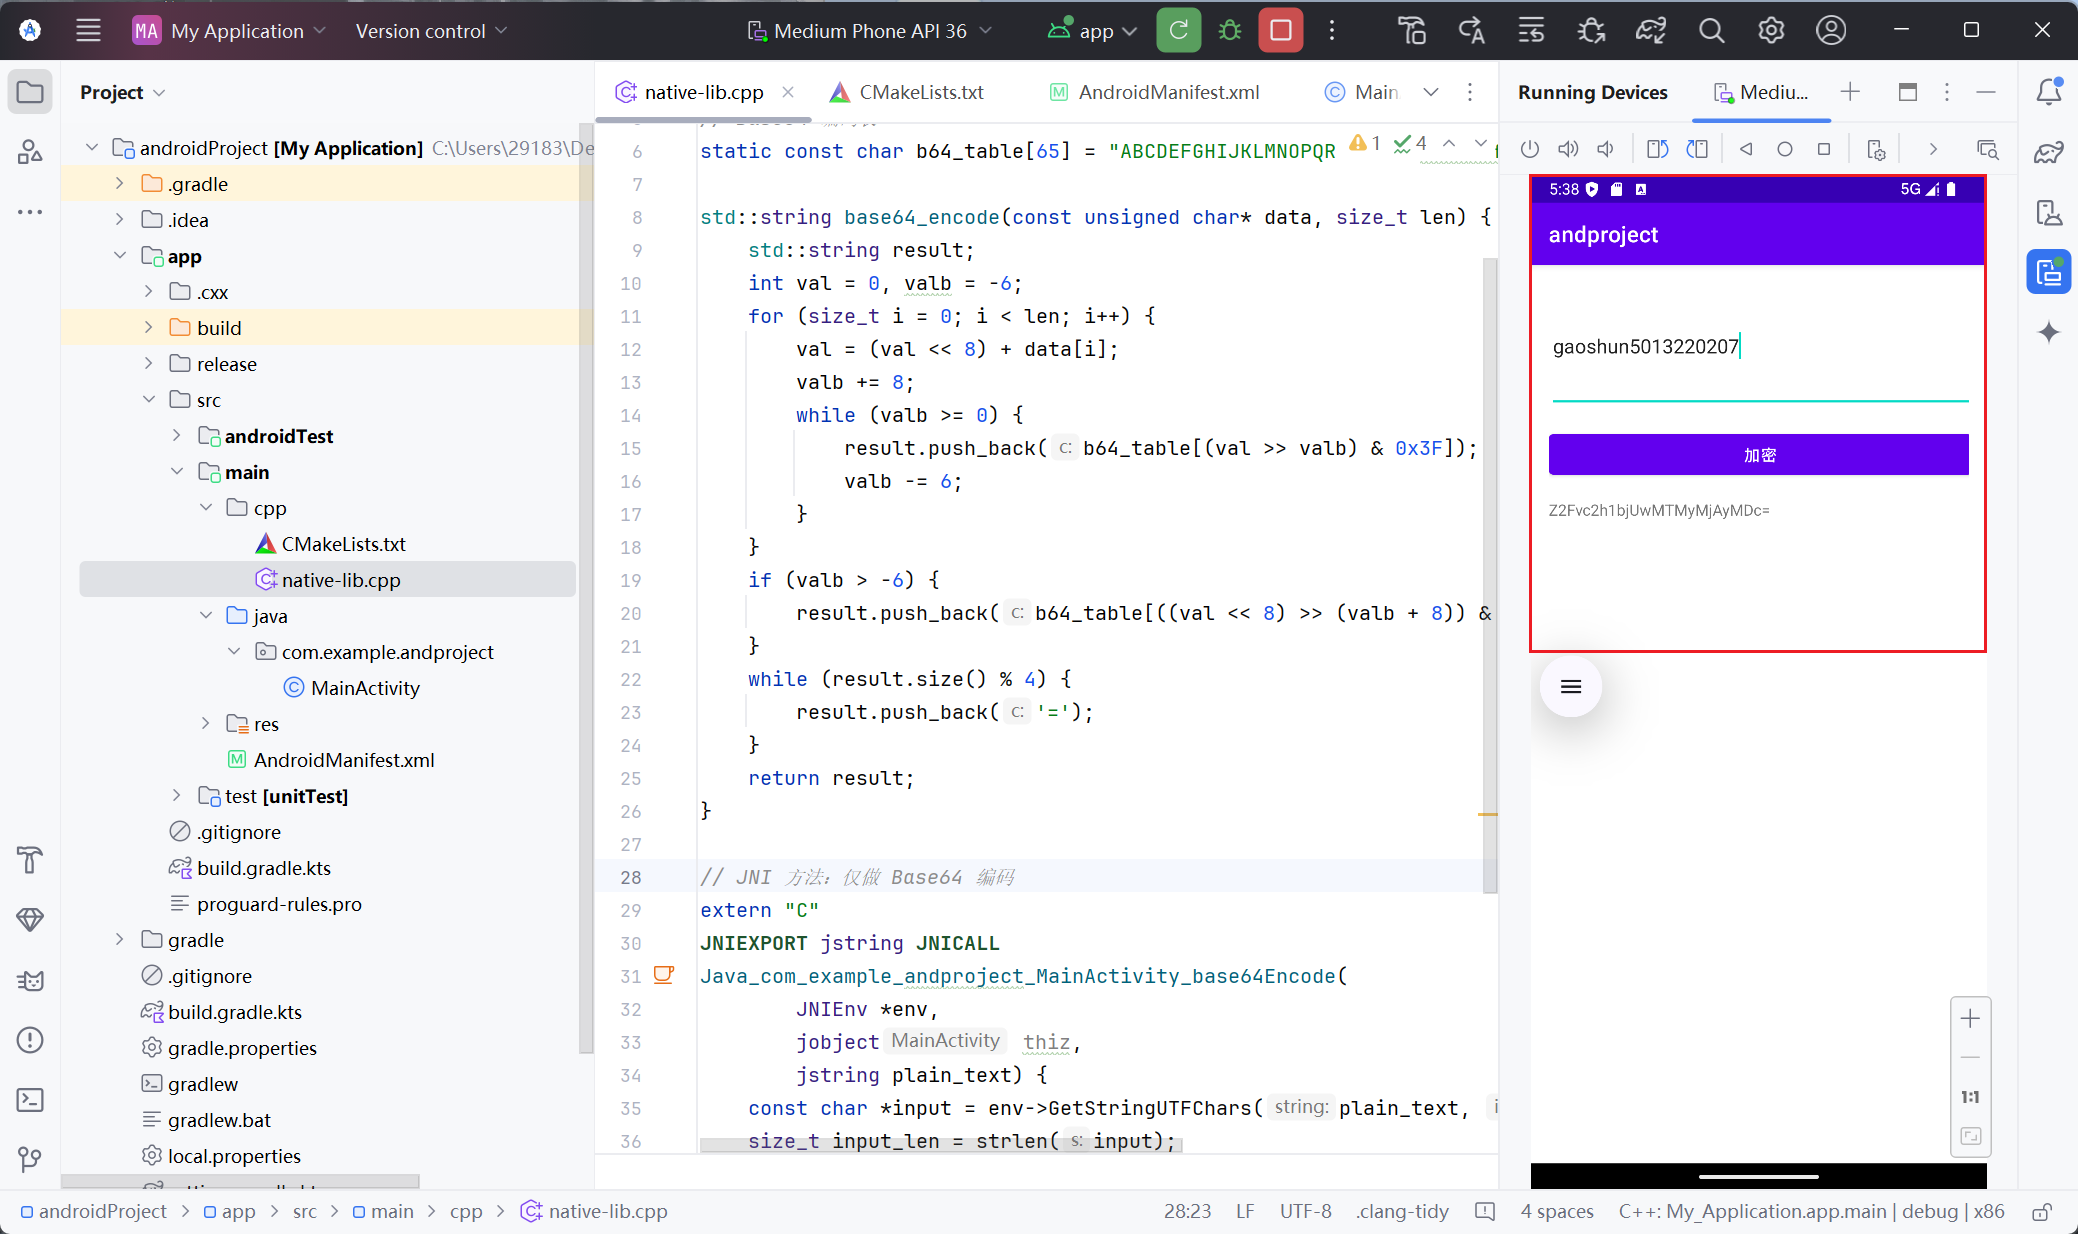 MA My Application Version control Medium Phone API 36 app
Project
androidProject [My Application] C:\Users\29183\De
.gradle
.idea
app
.cxx
build
release
src
androidTest
main
cpp
CMakeLists.txt
native-lib.cpp
java
com.example.andproject
MainActivity
res
AndroidManifest.xml
test [unitTest]
.gitignore
build.gradle.kts
proguard-rules.pro
gradle
.gitignore
build.gradle.kts
gradle.properties
gradlew
gradlew.bat
local.properties
native-lib.cpp CMakeLists.txt AndroidManifest.xml Main
1 4
6 static const char b64_table[65] = "ABCDEFGHIJKLMNOPQR
7
8 std::string base64_encode(const unsigned char* data, size_t len) {
9 std::string result;
10 int val = 0, valb = -6;
11 for (size_t i = 0; i < len; i++) {
12 val = (val << 8) + data[i];
13 valb += 8;
14 while (valb >= 0) {
15 result.push_back( c: b64_table[(val >> valb) & 0x3F]);
16 valb -= 6;
17 }
18 }
19 if (valb > -6) {
20 result.push_back( c: b64_table[((val << 8) >> (valb + 8)) &
21 }
22 while (result.size() % 4) {
23 result.push_back( c: '=');
24 }
25 return result;
26 }
27
28 // JNI 方法：仅做 Base64 编码
29 extern "C"
30 JNIEXPORT jstring JNICALL
31 Java_com_example_andproject_MainActivity_base64Encode(
32 JNIEnv *env,
33 jobject MainActivity thiz,
34 jstring plain_text) {
35 const char *input = env->GetStringUTFChars( string: plain_text, i
36 size_t input_len = strlen( s: input);
Running Devices Mediu...
5:38 5G
andproject
gaoshun5013220207
加密
Z2Fvc2h1bjUwMTMyMjAyMDc=
1:1
androidProject > app > src > main > cpp > native-lib.cpp 28:23 LF UTF-8 .clang-tidy 4 spaces C++: My_Application.app.main | debug | x86